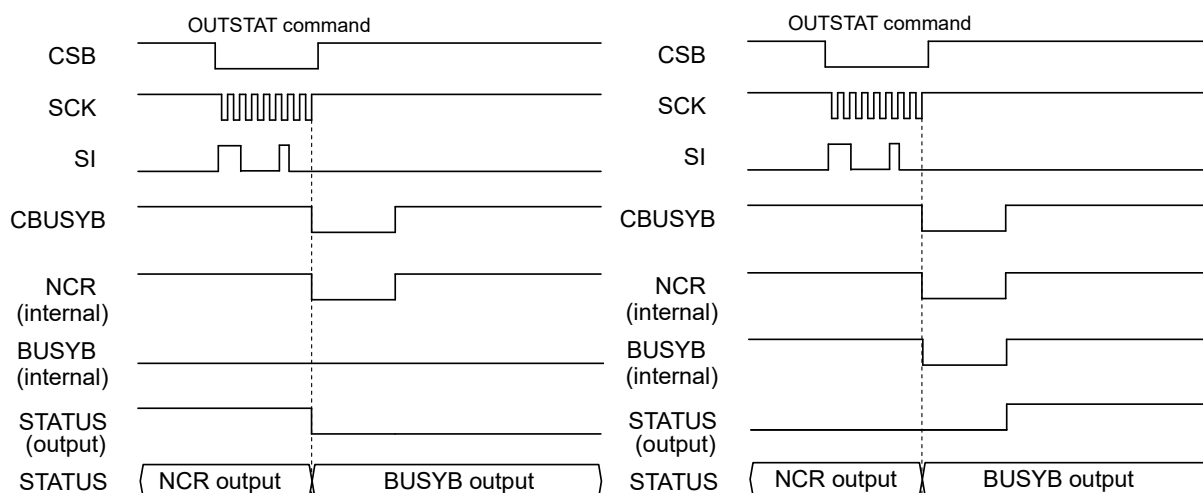 OUTSTAT command
CSB
SCK
SI
CBUSYB
NCR
(internal)
BUSYB
(internal)
STATUS
(output)
STATUS
NCR output
BUSYB output
OUTSTAT command
CSB
SCK
SI
CBUSYB
NCR
(internal)
BUSYB
(internal)
STATUS
(output)
STATUS
NCR output
BUSYB output